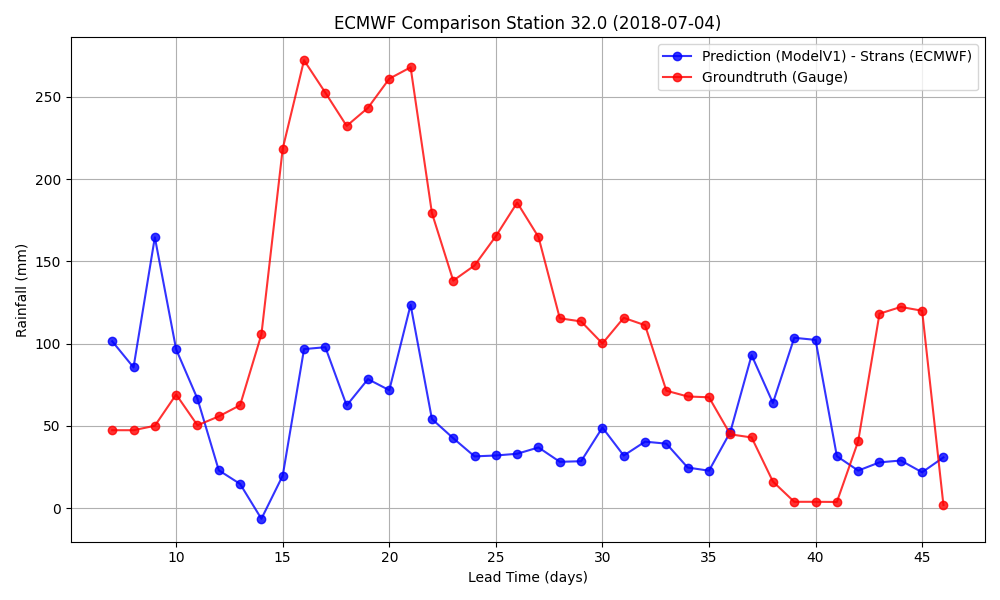 ECMWF Comparison Station 32.0 (2018-07-04)
Prediction (ModelV1) - Strans (ECMWF)
Groundtruth (Gauge)
Rainfall (mm)
250
200
150
100
50
0
10 15 20 25 30 35 40 45
Lead Time (days)